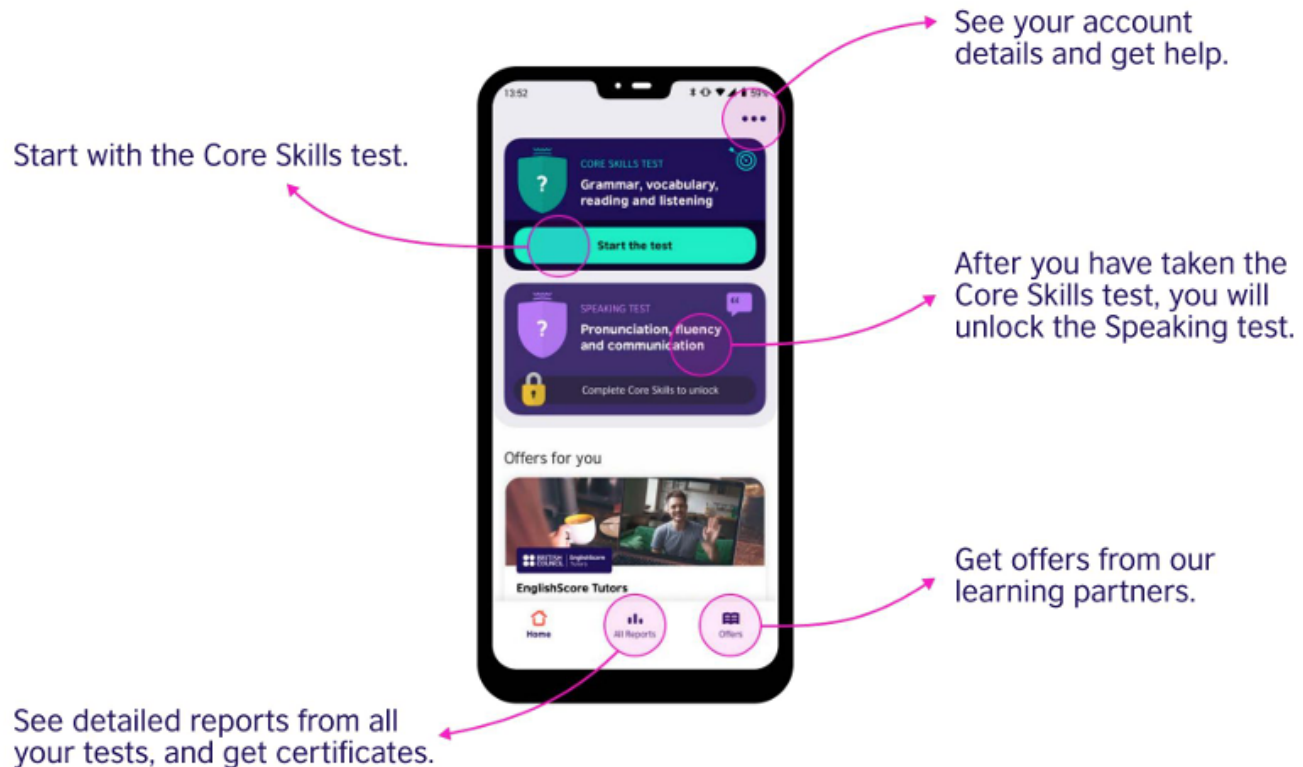 See your account
details and get help.
Start with the Core Skills test.
After you have taken the
Core Skills test, you will
unlock the Speaking test.
Get offers from our
learning partners.
See detailed reports from all
your tests, and get certificates.
13:52
59%
CORE SKILLS TEST
?
Grammar, vocabulary,
reading and listening
Start the test
SPEAKING TEST
?
Pronunciation, fluency
and communication
Complete Core Skills to unlock
Offers for you
BRITISH
COUNCIL
EnglishScore
Tutors
EnglishScore Tutors
Home
All Reports
Offers